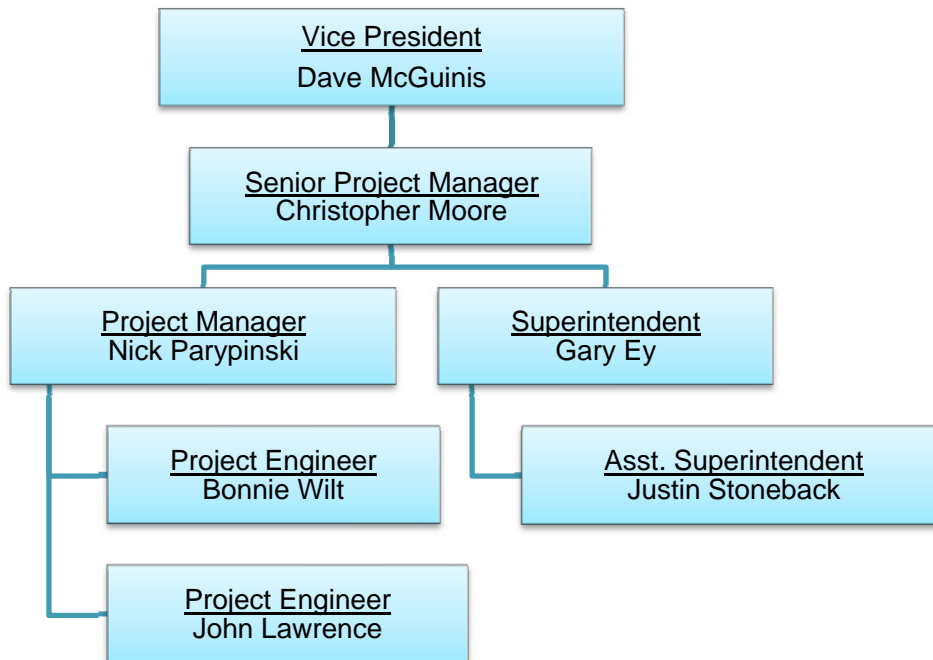 Vice President
Dave McGuinis
Senior Project Manager
Christopher Moore
Project Manager
Nick Parypinski
Superintendent
Gary Ey
Project Engineer
Bonnie Wilt
Asst. Superintendent
Justin Stoneback
Project Engineer
John Lawrence